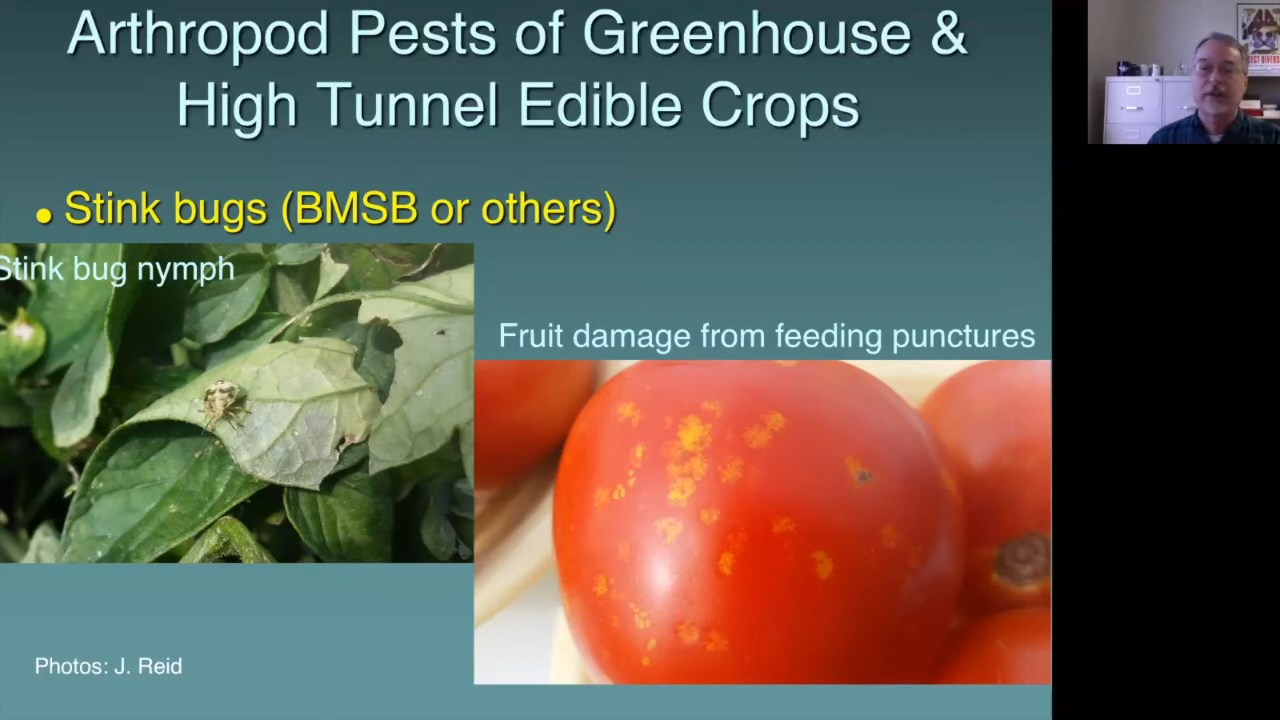 Arthropod Pests of Greenhouse &
High Tunnel Edible Crops
• Stink bugs (BMSB or others)
Stink bug nymph
Fruit damage from feeding punctures
Photos: J. Reid